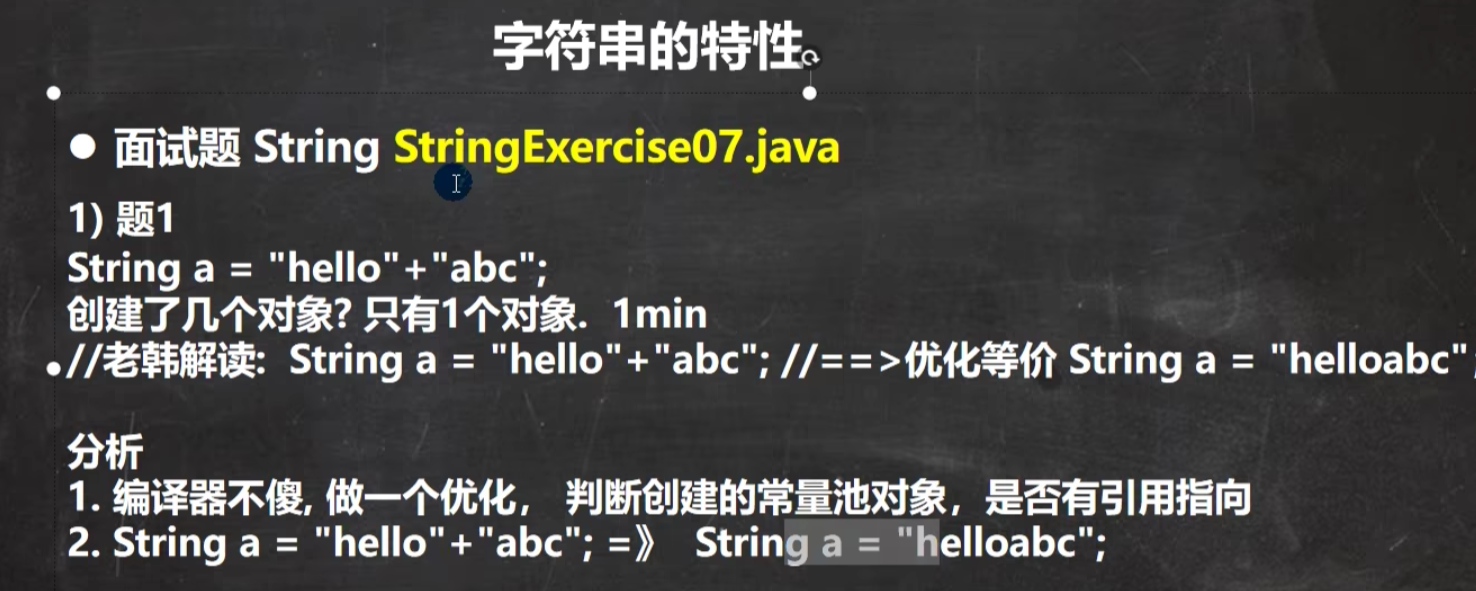 字符串的特性
● 面试题 String StringExercise07.java
1) 题1
String a = "hello"+"abc";
创建了几个对象? 只有1个对象. 1min
//老韩解读: String a = "hello"+"abc"; //==>优化等价 String a = "helloabc";
分析
1. 编译器不傻, 做一个优化， 判断创建的常量池对象，是否有引用指向
2. String a = "hello"+"abc"; =》 String a = "helloabc";